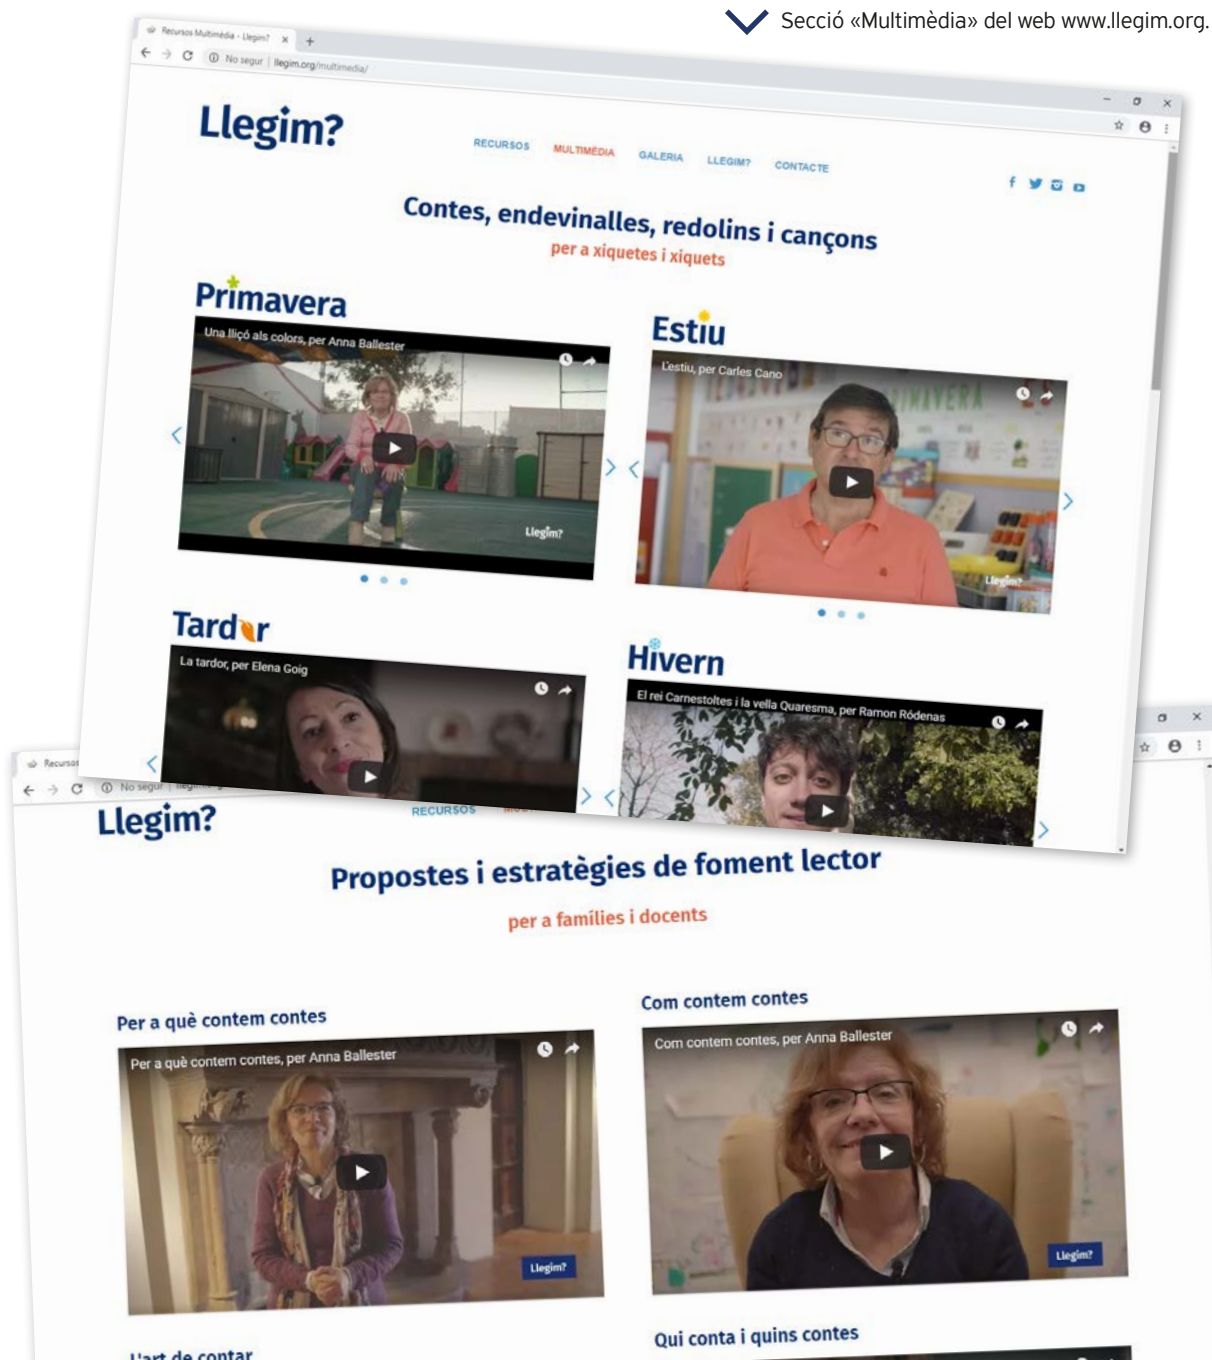 Secció «Multimèdia» del web www.llegim.org.
Recursos Multimèdia - Llegim?
No segur | llegim.org/multimedia/
Llegim?
RECURSOS MULTIMÈDIA GALERIA LLEGIM? CONTACTE
Contes, endevinalles, redolins i cançons
per a xiquetes i xiquets
Primavera
Una lliçó als colors, per Anna Ballester
Llegim?
Estiu
L'estiu, per Carles Cano
PRIMAVERA
Llegim?
Tardor
La tardor, per Elena Goig
Hivern
El rei Carnestoltes i la vella Quaresma, per Ramon Ródenas
Recursos
No segur
Llegim?
RECURSOS
Propostes i estratègies de foment lector
per a famílies i docents
Per a què contem contes
Per a què contem contes, per Anna Ballester
Llegim?
Com contem contes
Com contem contes, per Anna Ballester
Llegim?
L'art de contar
Qui conta i quins contes